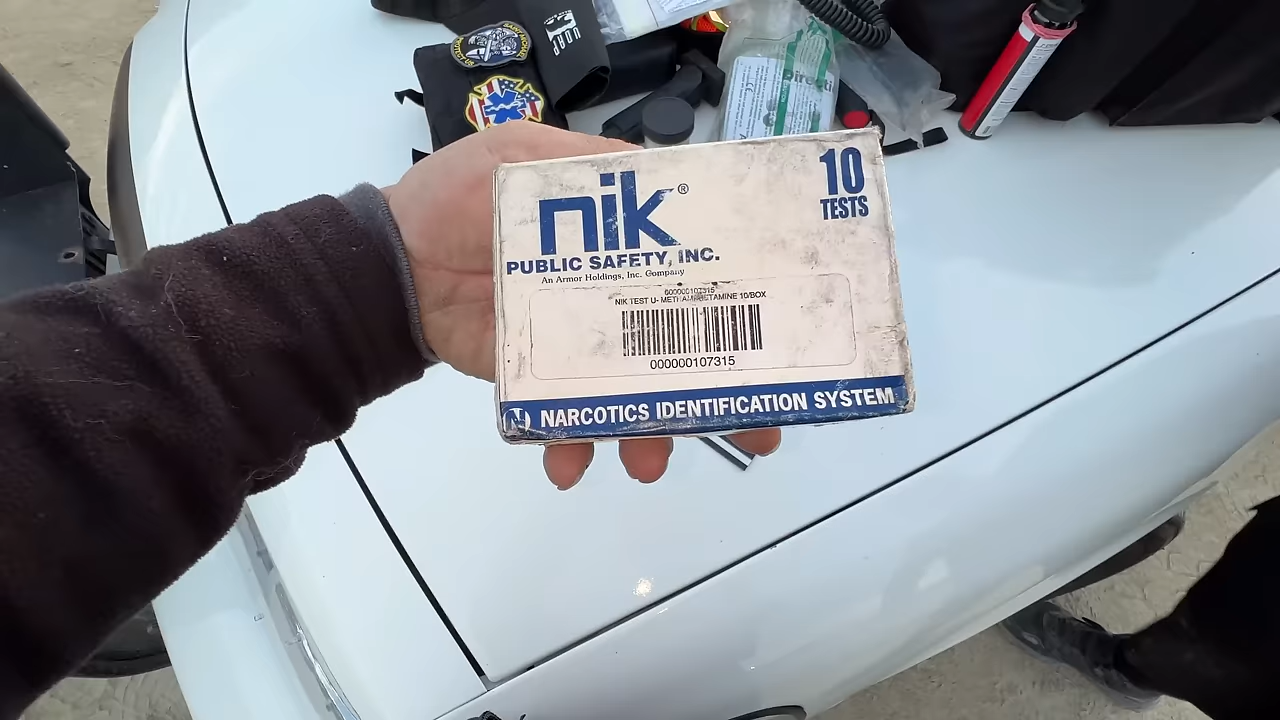 UDAP
nik®
PUBLIC SAFETY, INC.
An Armor Holdings, Inc. Company
10
TESTS
000000107315
NIK TEST U- METHAMPHETAMINE 10/BOX
000000107315
N NARCOTICS IDENTIFICATION SYSTEM